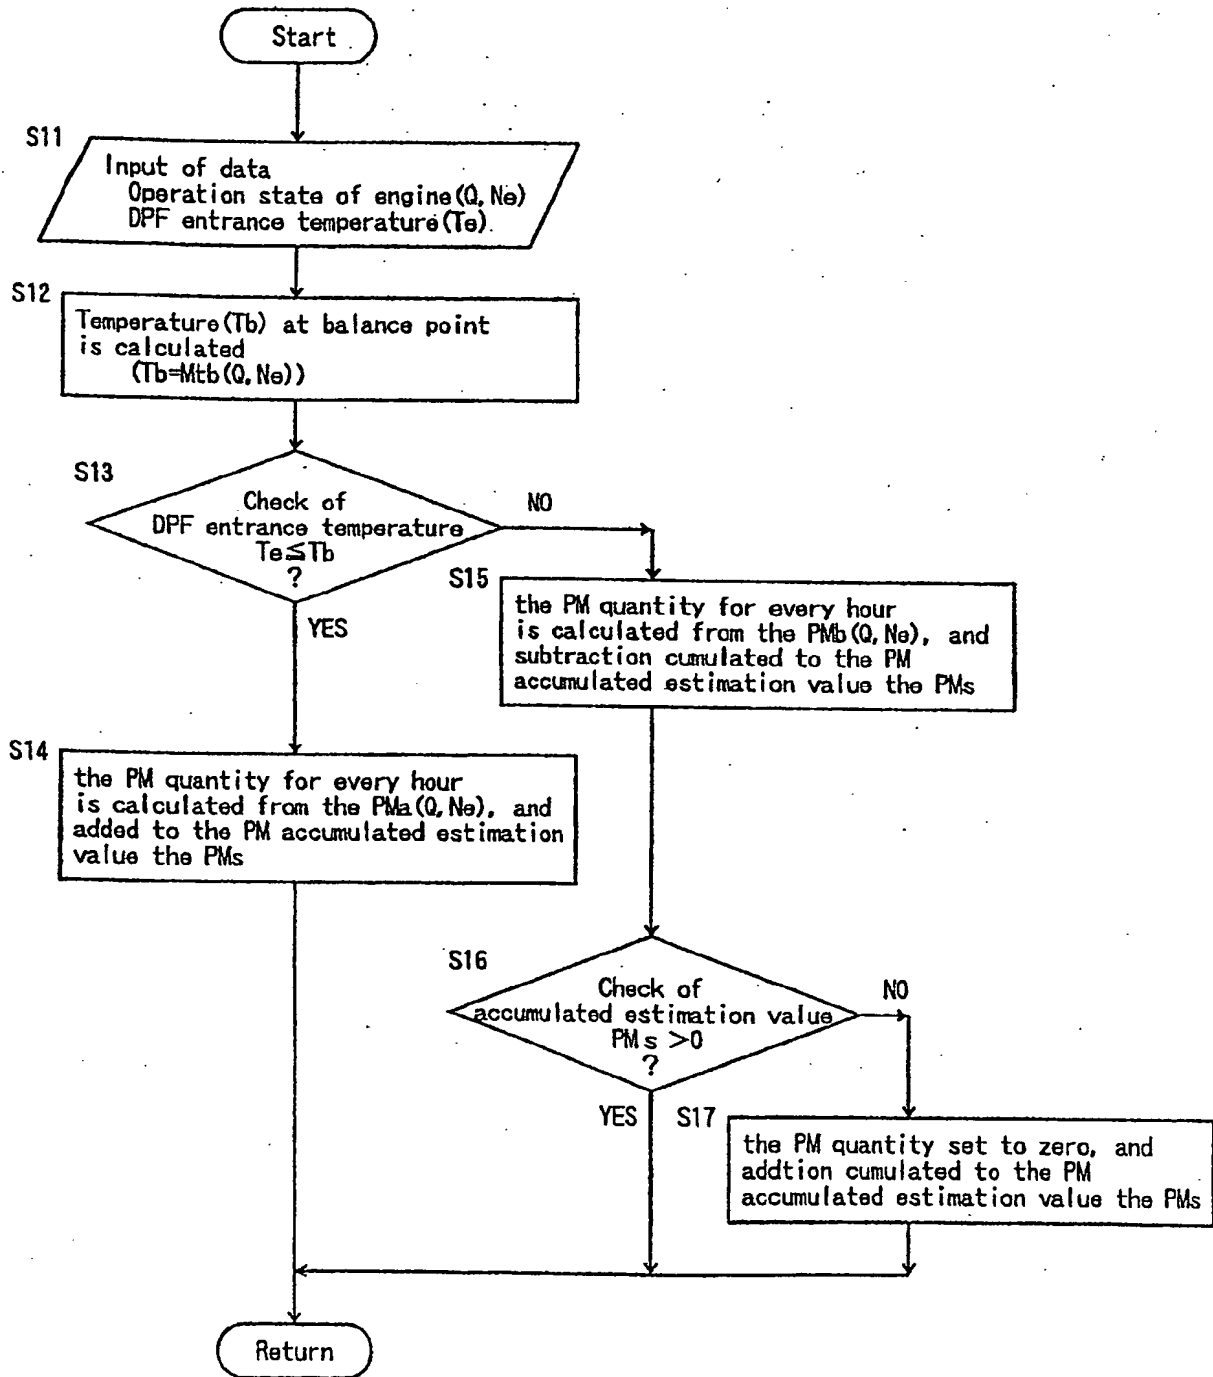 Start
S11
Input of data
Operation state of engine(Q,Ne)
DPF entrance temperature(Te)
S12
Temperature(Tb) at balance point
is calculated
(Tb=Mtb(Q,Ne))
S13
Check of
DPF entrance temperature
Te≦Tb
?
NO
YES
S15
the PM quantity for every hour
is calculated from the PMb(Q,Ne), and
subtraction cumulated to the PM
accumulated estimation value the PMs
S14
the PM quantity for every hour
is calculated from the PMa(Q,Ne), and
added to the PM accumulated estimation
value the PMs
S16
Check of
accumulated estimation value
PMs >0
?
NO
YES
S17
the PM quantity set to zero, and
addtion cumulated to the PM
accumulated estimation value the PMs
Return